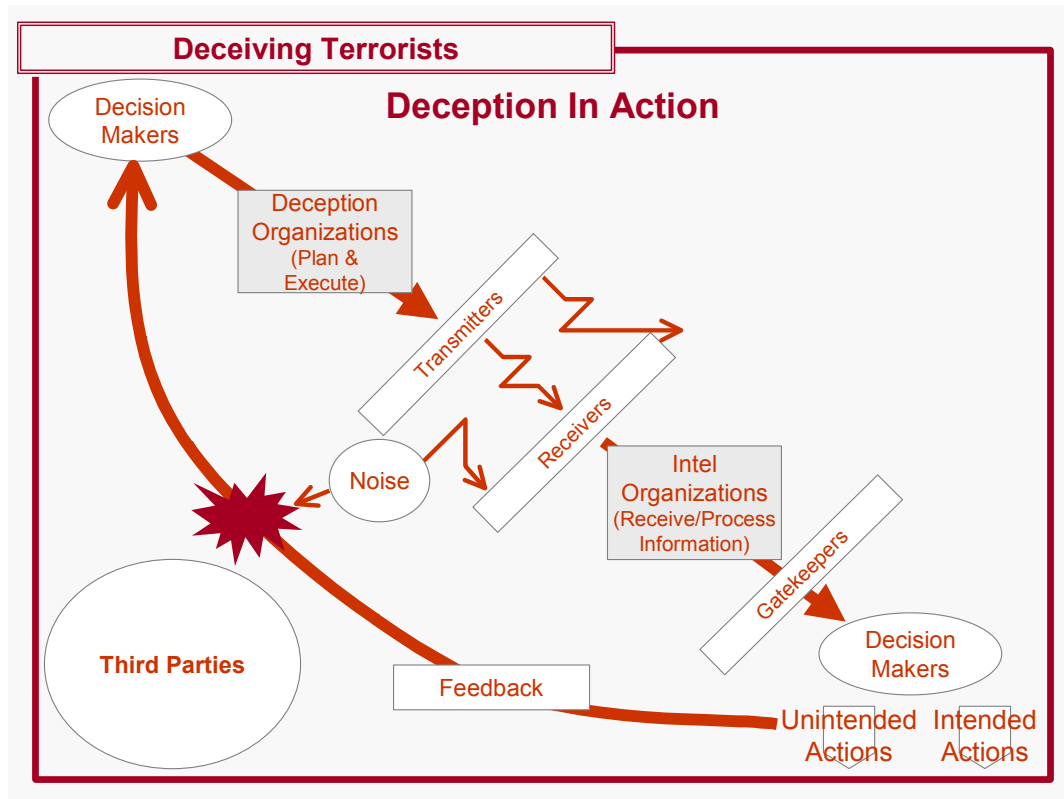 Deceiving Terrorists
Deception In Action
Decision
Makers
Deception
Organizations
(Plan &
Execute)
Transmitters
Receivers
Noise
Intel
Organizations
(Receive/Process
Information)
Gatekeepers
Decision
Makers
Third Parties
Feedback
Unintended
Actions
Intended
Actions